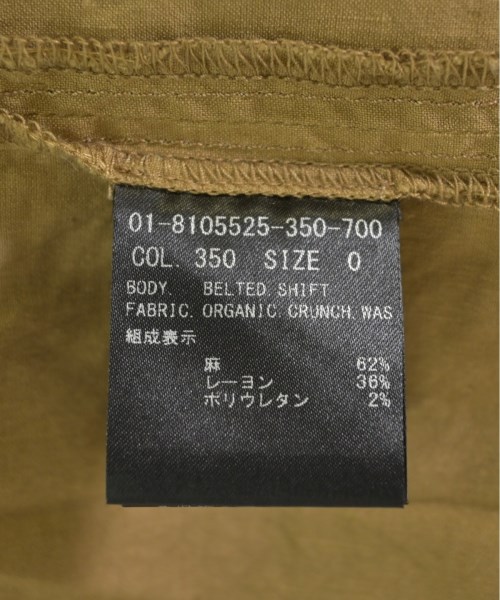 01-8105525-350-700
COL. 350 SIZE 0
BODY. BELTED SHIFT
FABRIC. ORGANIC CRUNCH WAS
組成表示
麻 62%
レーヨン 36%
ポリウレタン 2%